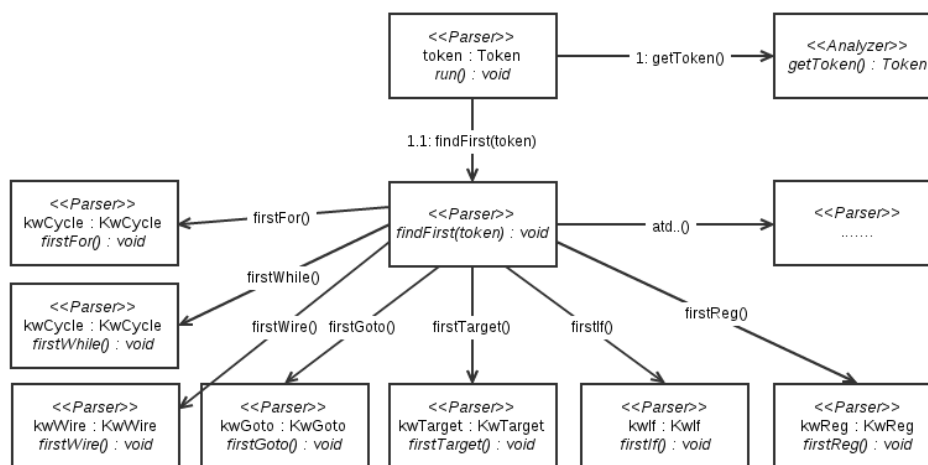 <<Parser>>
token : Token
run() : void
1: getToken()
<<Analyzer>>
getToken() : Token
1.1: findFirst(token)
<<Parser>>
kwCycle : KwCycle
firstFor() : void
firstFor()
<<Parser>>
findFirst(token) : void
atd..()
<<Parser>>
.......
firstWhile()
<<Parser>>
kwCycle : KwCycle
firstWhile() : void
firstWire()
firstGoto()
firstTarget()
firstIf()
firstReg()
<<Parser>>
kwWire : KwWire
firstWire() : void
<<Parser>>
kwGoto : KwGoto
firstGoto() : void
<<Parser>>
kwTarget : KwTarget
firstTarget() : void
<<Parser>>
kwIf : KwIf
firstIf() : void
<<Parser>>
kwReg : KwReg
firstReg() : void